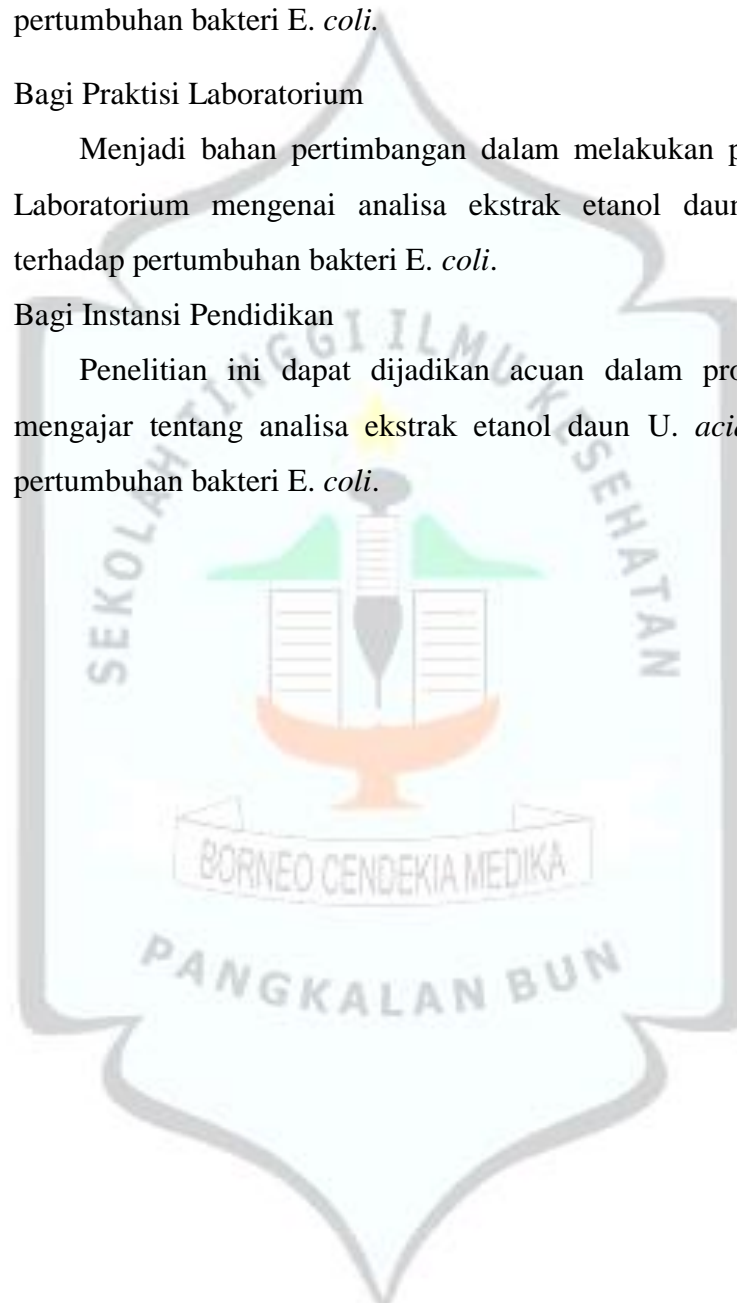 pertumbuhan bakteri E. coli.
Bagi Praktisi Laboratorium
Menjadi bahan pertimbangan dalam melakukan
Laboratorium mengenai analisa ekstrak etanol daun
terhadap pertumbuhan bakteri E. coli.
Bagi Instansi Pendidikan
Penelitian ini dapat dijadikan acuan dalam
mengajar tentang analisa ekstrak etanol daun U.
pertumbuhan bakteri E. coli.
SEKOLAH TINGGI ILMU KESEHATAN
BORNEO CENDEKIA MEDIKA
PANGKALAN BUN